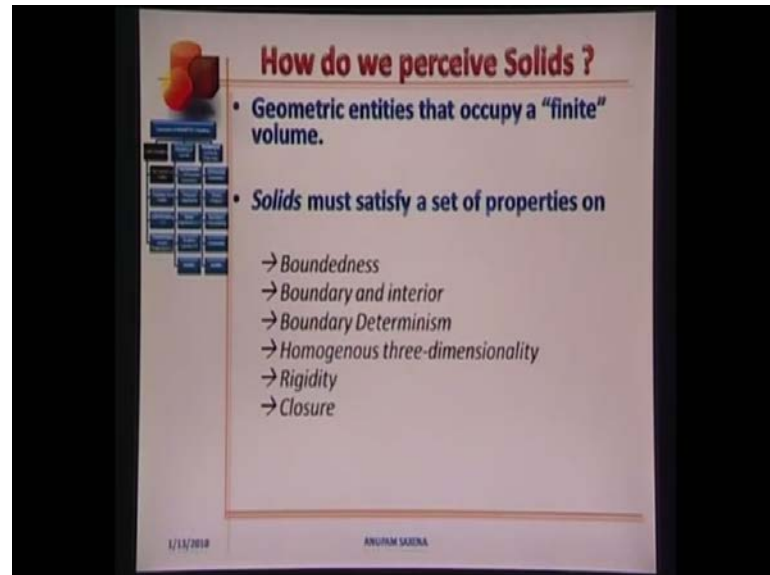 How do we perceive Solids ?
• Geometric entities that occupy a “finite”
volume.
• Solids must satisfy a set of properties on
→Boundedness
→Boundary and interior
→Boundary Determinism
→Homogenous three-dimensionality
→Rigidity
→Closure
1/13/2018
ANUPAM SAXENA